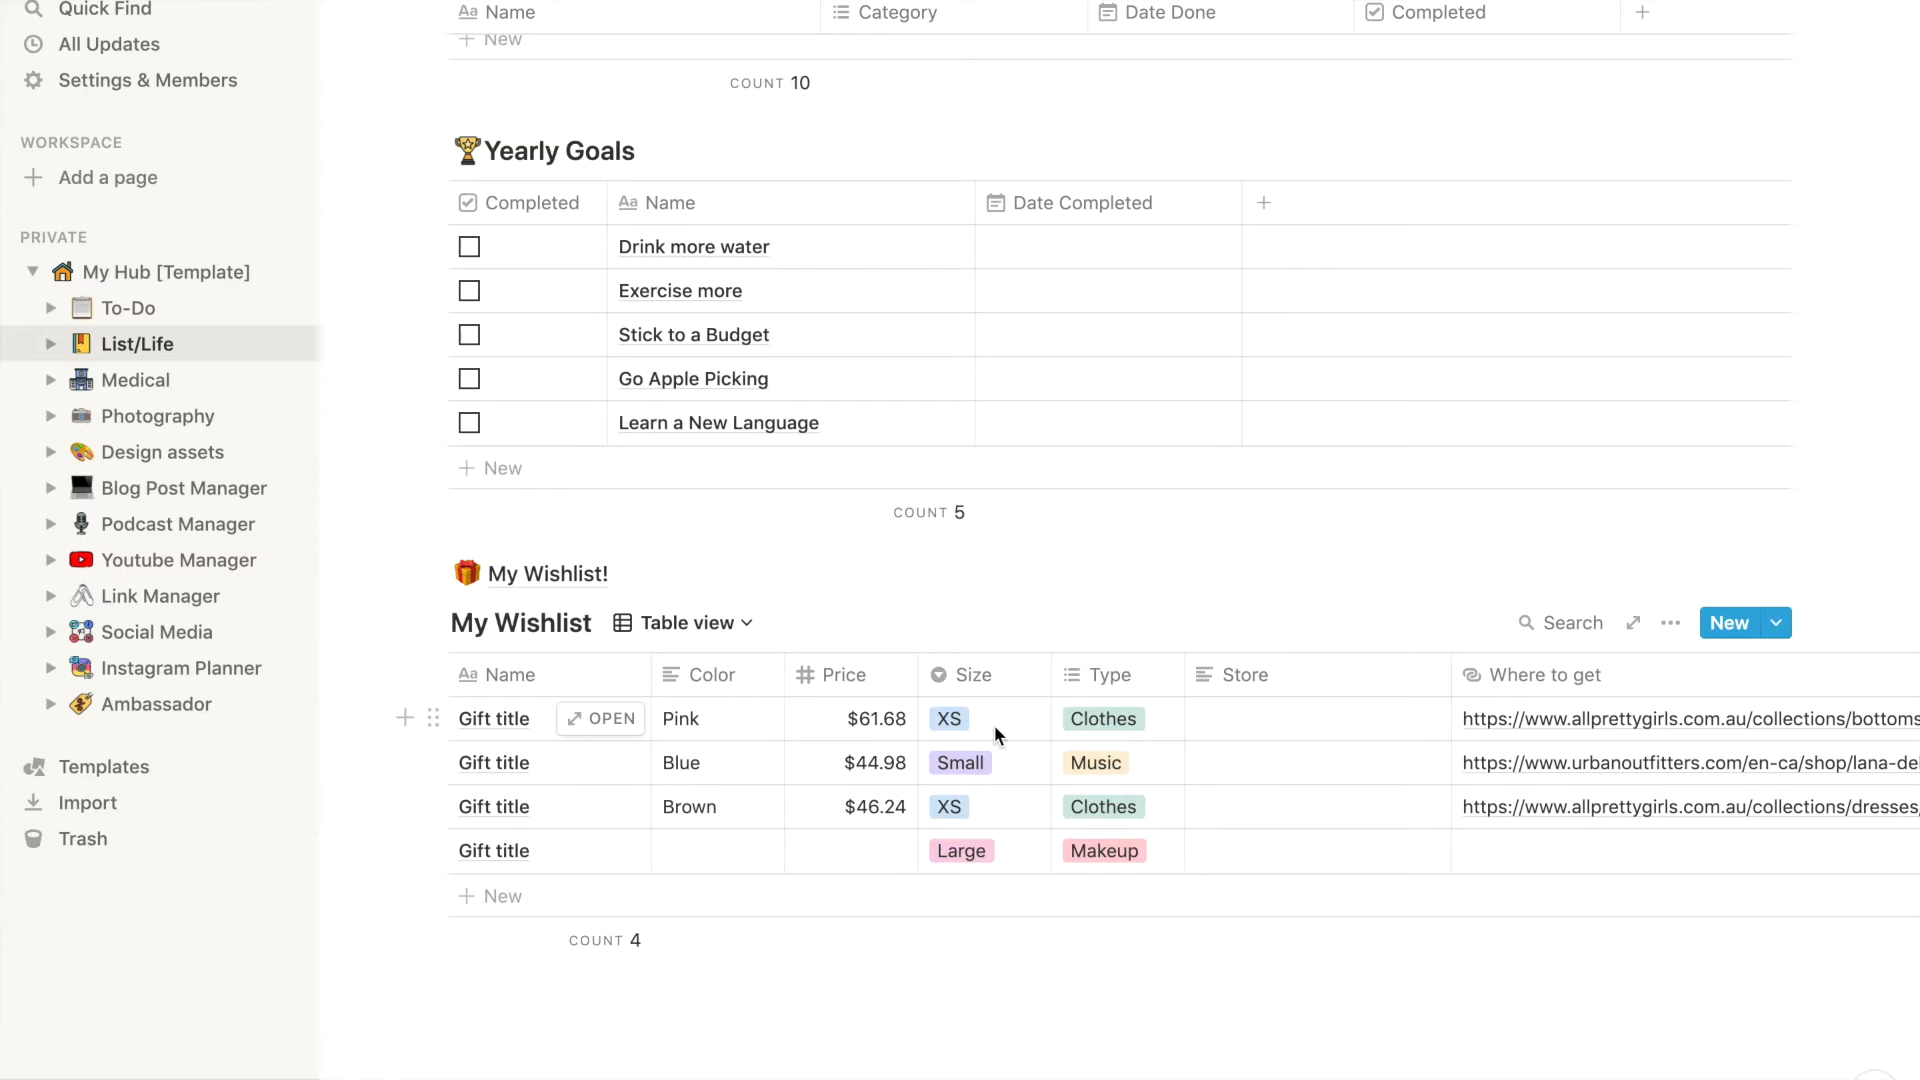 Quick Find
All Updates
Settings & Members
WORKSPACE
Add a page
PRIVATE
My Hub [Template]
To-Do
List/Life
Medical
Photography
Design assets
Blog Post Manager
Podcast Manager
Youtube Manager
Link Manager
Social Media
Instagram Planner
Ambassador
Templates
Import
Trash
Aa Name Category Date Done Completed +
+ New
COUNT 10
Yearly Goals
Completed Aa Name Date Completed +
Drink more water
Exercise more
Stick to a Budget
Go Apple Picking
Learn a New Language
+ New
COUNT 5
My Wishlist!
My Wishlist Table view Search New
Aa Name Color # Price Size Type Store Where to get
Gift title OPEN Pink $61.68 XS Clothes https://www.allprettygirls.com.au/collections/bottoms
Gift title Blue $44.98 Small Music https://www.urbanoutfitters.com/en-ca/shop/lana-del
Gift title Brown $46.24 XS Clothes https://www.allprettygirls.com.au/collections/dresses,
Gift title Large Makeup
+ New
COUNT 4